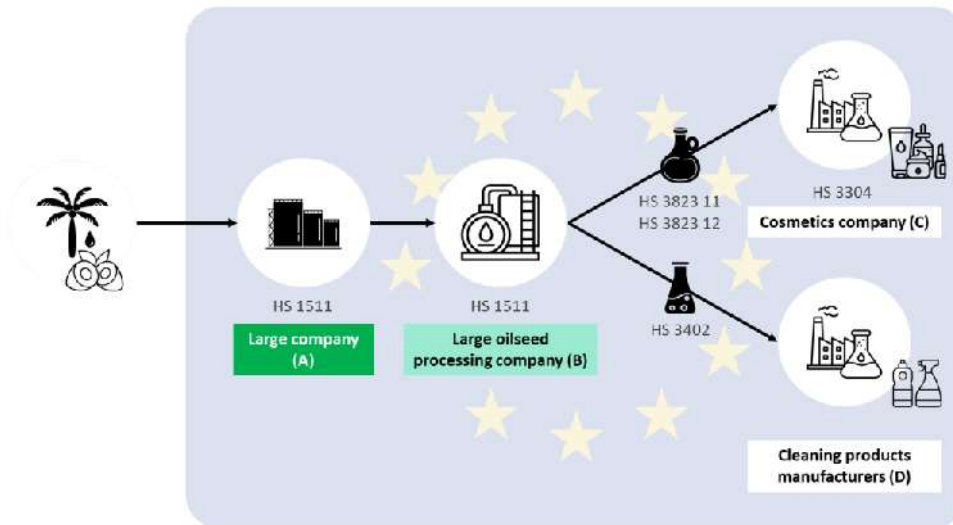 HS 1511
Large company
(A)
HS 1511
Large oilseed
processing company (B)
HS 3823 11
HS 3823 12
HS 3402
HS 3304
Cosmetics company (C)
Cleaning products
manufacturers (D)